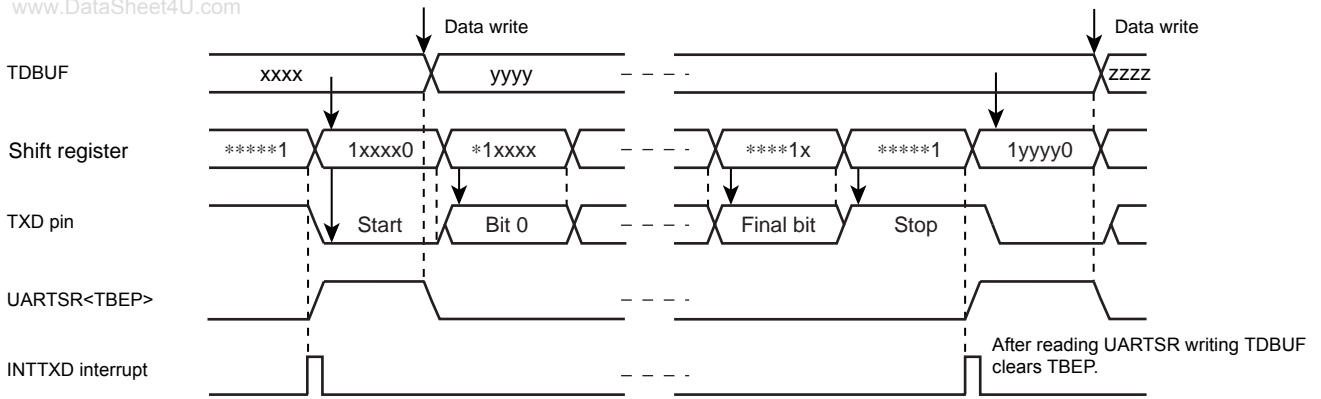 www.DataSheet4U.com
Data write
Data write
TDBUF
xxxx
yyyy
zzzz
Shift register
*****1
1xxxx0
*1xxxx
****1x
*****1
1yyyy0
TXD pin
Start
Bit 0
Final bit
Stop
UARTSR<TBEP>
After reading UARTSR writing TDBUF
clears TBEP.
INTTXD interrupt